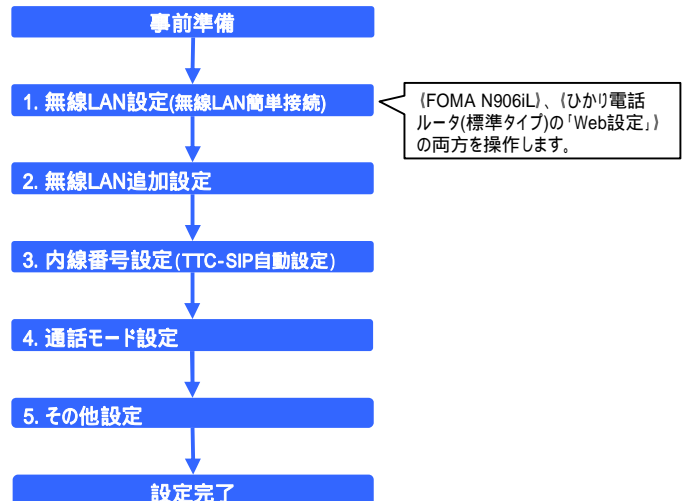 事前準備
1. 無線LAN設定(無線LAN簡単接続)
《FOMA N906iL》、《ひかり電話
ルータ(標準タイプ)の「Web設定」》
の両方を操作します。
2. 無線LAN追加設定
3. 内線番号設定(TTC-SIP自動設定)
4. 通話モード設定
5. その他設定
設定完了